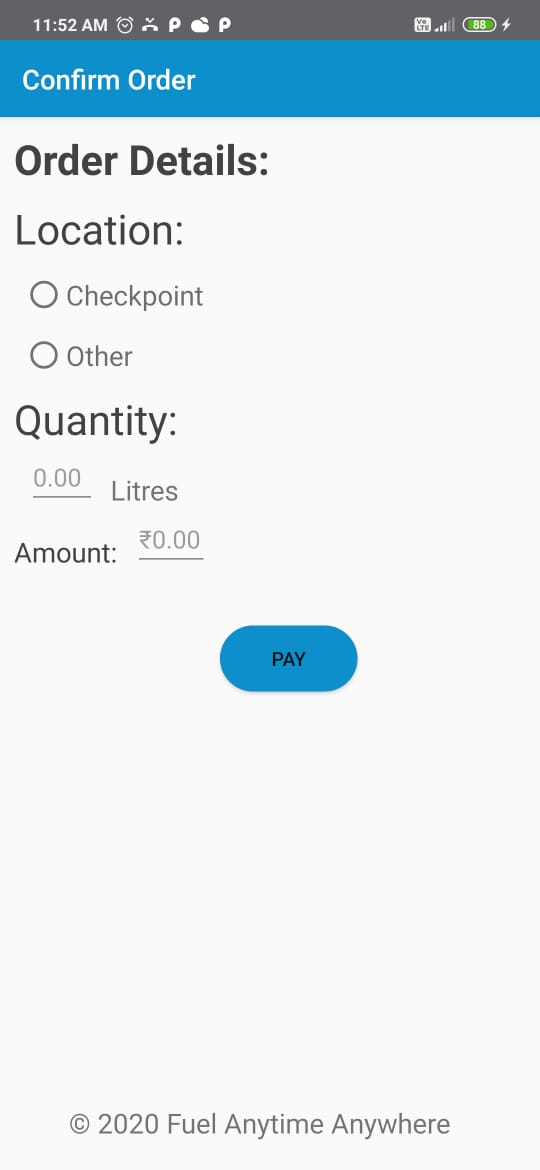 11:52 AM P P Vo LTE 88
Confirm Order
Order Details:
Location:
Checkpoint
Other
Quantity:
0.00 Litres
Amount: ₹0.00
PAY
© 2020 Fuel Anytime Anywhere